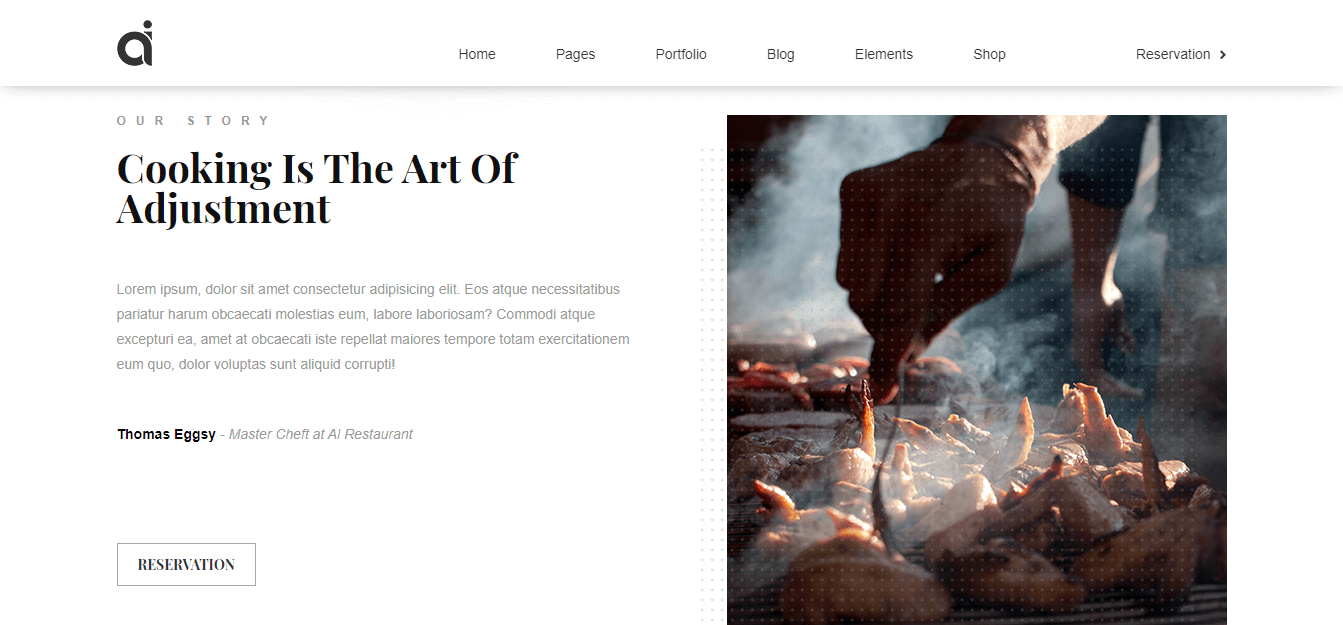 ai
Home Pages Portfolio Blog Elements Shop Reservation
OUR STORY
Cooking Is The Art Of
Adjustment
Lorem ipsum, dolor sit amet consectetur adipisicing elit. Eos atque necessitatibus
pariatur harum obcaecati molestias eum, labore laboriosam? Commodi atque
excepturi ea, amet at obcaecati iste repellat maiores tempore totam exercitationem
eum quo, dolor voluptas sunt aliquid corrupti!
Thomas Eggsy - Master Cheft at AI Restaurant
RESERVATION